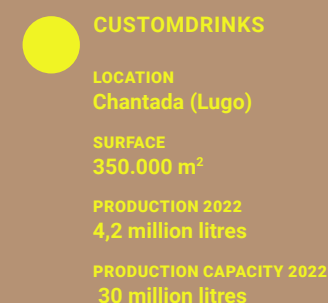 CUSTOMDRINKS
LOCATION
Chantada (Lugo)
SURFACE
350.000 m²
PRODUCTION 2022
4,2 million litres
PRODUCTION CAPACITY 2022
30 million litres